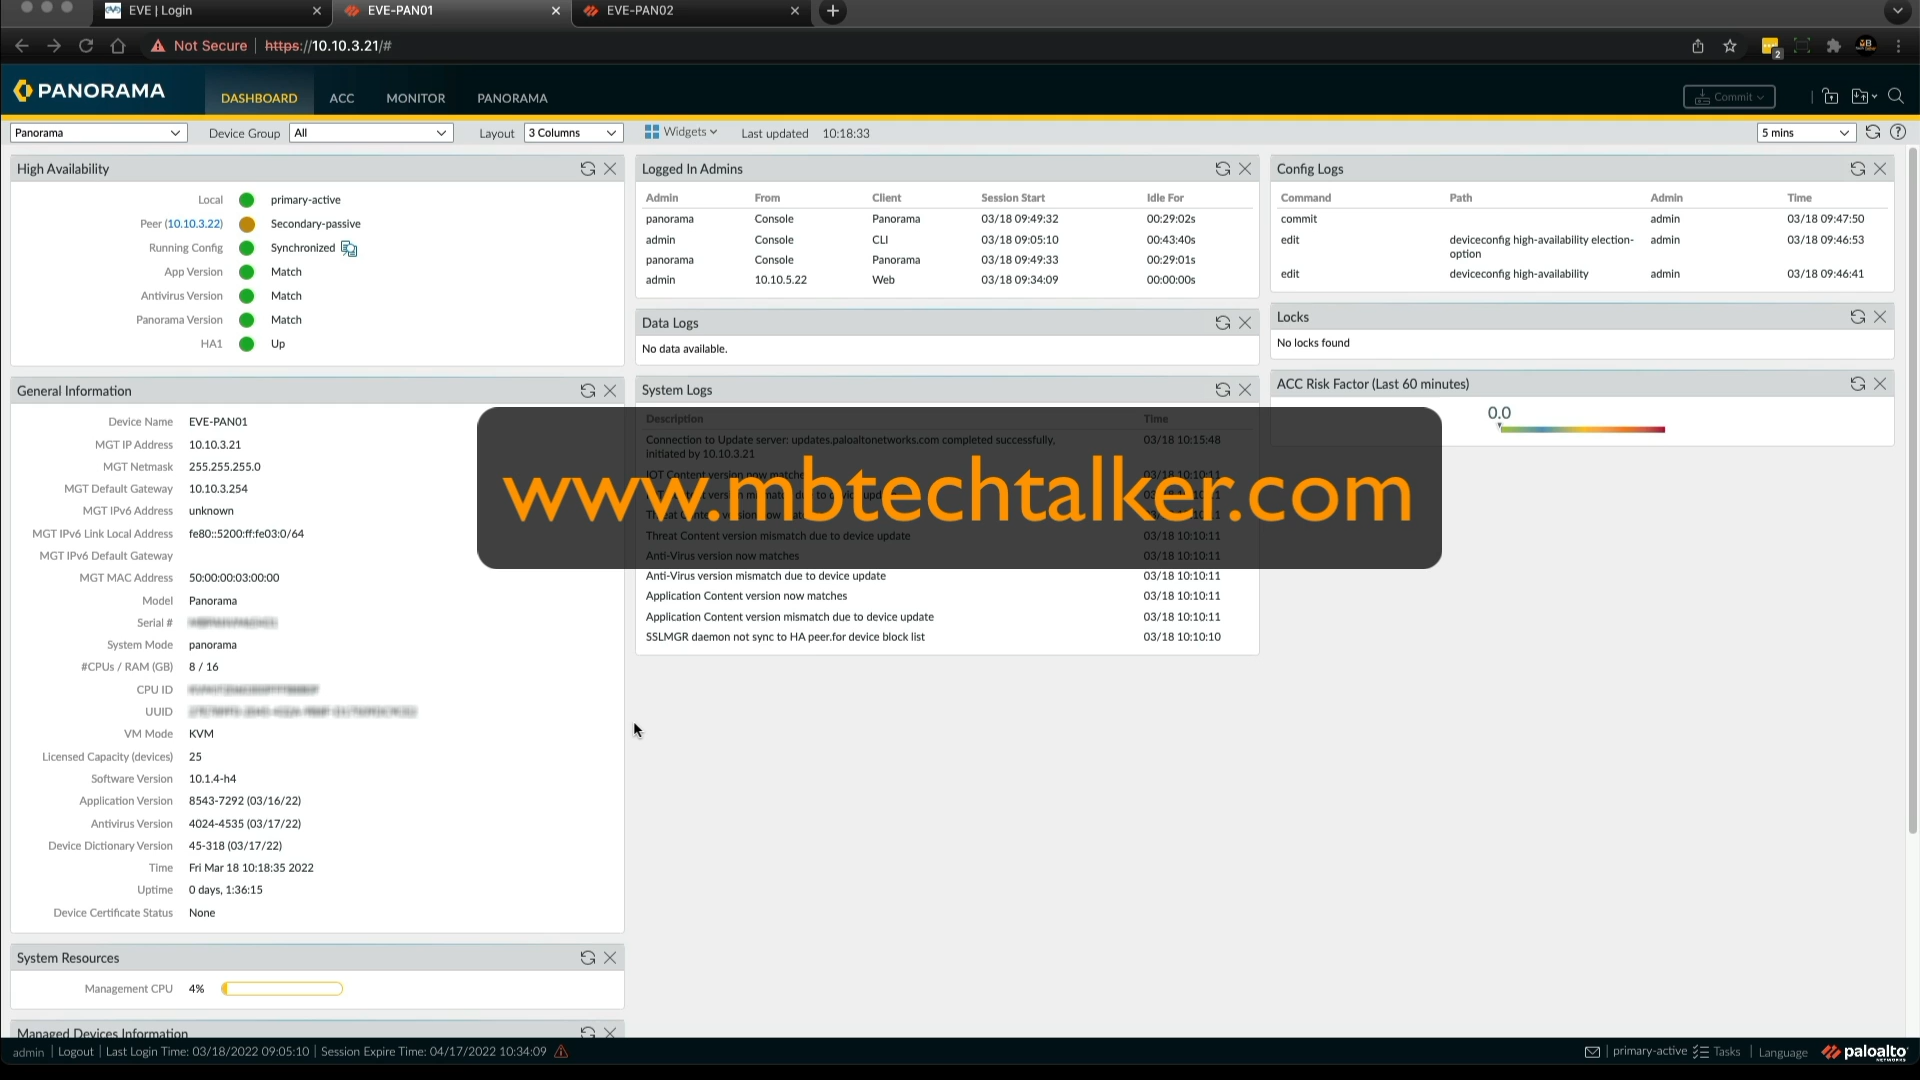 EVE | Login
EVE-PAN01
EVE-PAN02
Not Secure https://10.10.3.21/#
2
PANORAMA
DASHBOARD ACC MONITOR PANORAMA
Commit
Panorama Device Group All Layout 3 Columns Widgets Last updated 10:18:33 5 mins
High Availability
Local primary-active
Peer (10.10.3.22) Secondary-passive
Running Config Synchronized
App Version Match
Antivirus Version Match
Panorama Version Match
HA1 Up
General Information
Device Name EVE-PAN01
MGT IP Address 10.10.3.21
MGT Netmask 255.255.255.0
MGT Default Gateway 10.10.3.254
MGT IPv6 Address unknown
MGT IPv6 Link Local Address fe80::5200:ff:fe03:0/64
MGT IPv6 Default Gateway
MGT MAC Address 50:00:00:03:00:00
Model Panorama
Serial #
System Mode panorama
#CPUs / RAM (GB) 8 / 16
CPU ID
UUID
VM Mode KVM
Licensed Capacity (devices) 25
Software Version 10.1.4-h4
Application Version 8543-7292 (03/16/22)
Antivirus Version 4024-4535 (03/17/22)
Device Dictionary Version 45-318 (03/17/22)
Time Fri Mar 18 10:18:35 2022
Uptime 0 days, 1:36:15
Device Certificate Status None
System Resources
Management CPU 4%
Managed Devices Information
Logged In Admins
Admin From Client Session Start Idle For
panorama Console Panorama 03/18 09:49:32 00:29:02s
admin Console CLI 03/18 09:05:10 00:43:40s
panorama Console Panorama 03/18 09:49:33 00:29:01s
admin 10.10.5.22 Web 03/18 09:34:09 00:00:00s
Data Logs
No data available.
System Logs
Description Time
Connection to Update server: updates.paloaltonetworks.com completed successfully, 03/18 10:15:48
initiated by 10.10.3.21
IOT Content version now matches 03/18 10:10:11
www.mbtechtalker.com
Threat Content version mismatch due to device update 03/18 10:10:11
Anti-Virus version now matches 03/18 10:10:11
Anti-Virus version mismatch due to device update 03/18 10:10:11
Application Content version now matches 03/18 10:10:11
Application Content version mismatch due to device update 03/18 10:10:11
SSLMGR daemon not sync to HA peer.for device block list 03/18 10:10:10
Config Logs
Command Path Admin Time
commit admin 03/18 09:47:50
edit deviceconfig high-availability election- admin 03/18 09:46:53
option
edit deviceconfig high-availability admin 03/18 09:46:41
Locks
No locks found
ACC Risk Factor (Last 60 minutes)
0.0
admin | Logout | Last Login Time: 03/18/2022 09:05:10 | Session Expire Time: 04/17/2022 10:34:09
primary-active Tasks | Language paloalto
NETWORKS